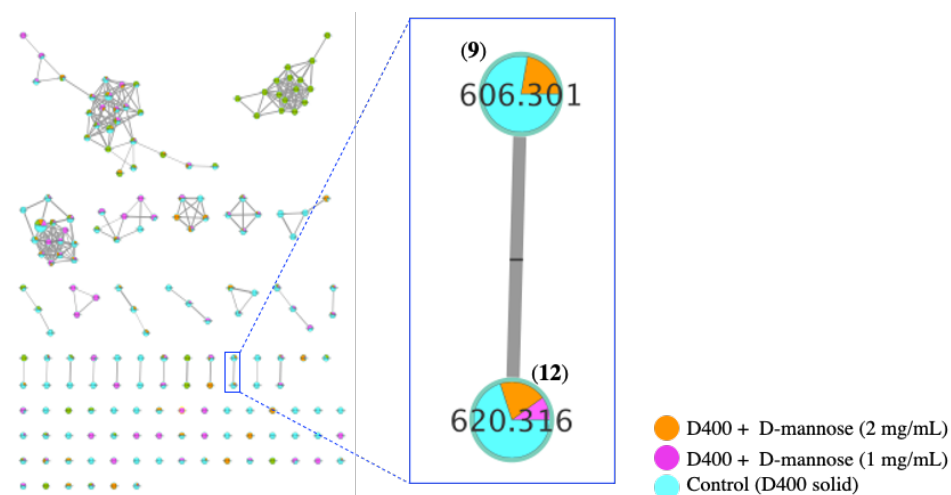 (9)
606.301
(12)
620.316
D400 + D-mannose (2 mg/mL)
D400 + D-mannose (1 mg/mL)
Control (D400 solid)